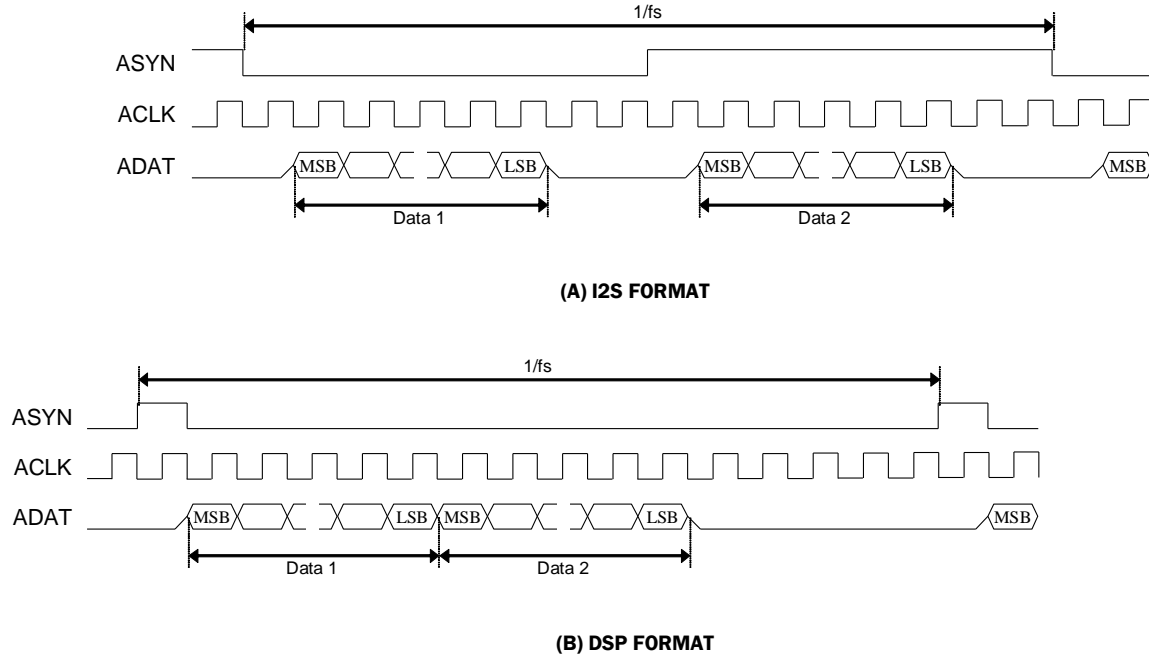 1/fs
ASYN
ACLK
ADAT MSB LSB MSB LSB MSB
Data 1 Data 2
(A) I2S FORMAT
1/fs
ASYN
ACLK
ADAT MSB LSB MSB LSB MSB
Data 1 Data 2
(B) DSP FORMAT